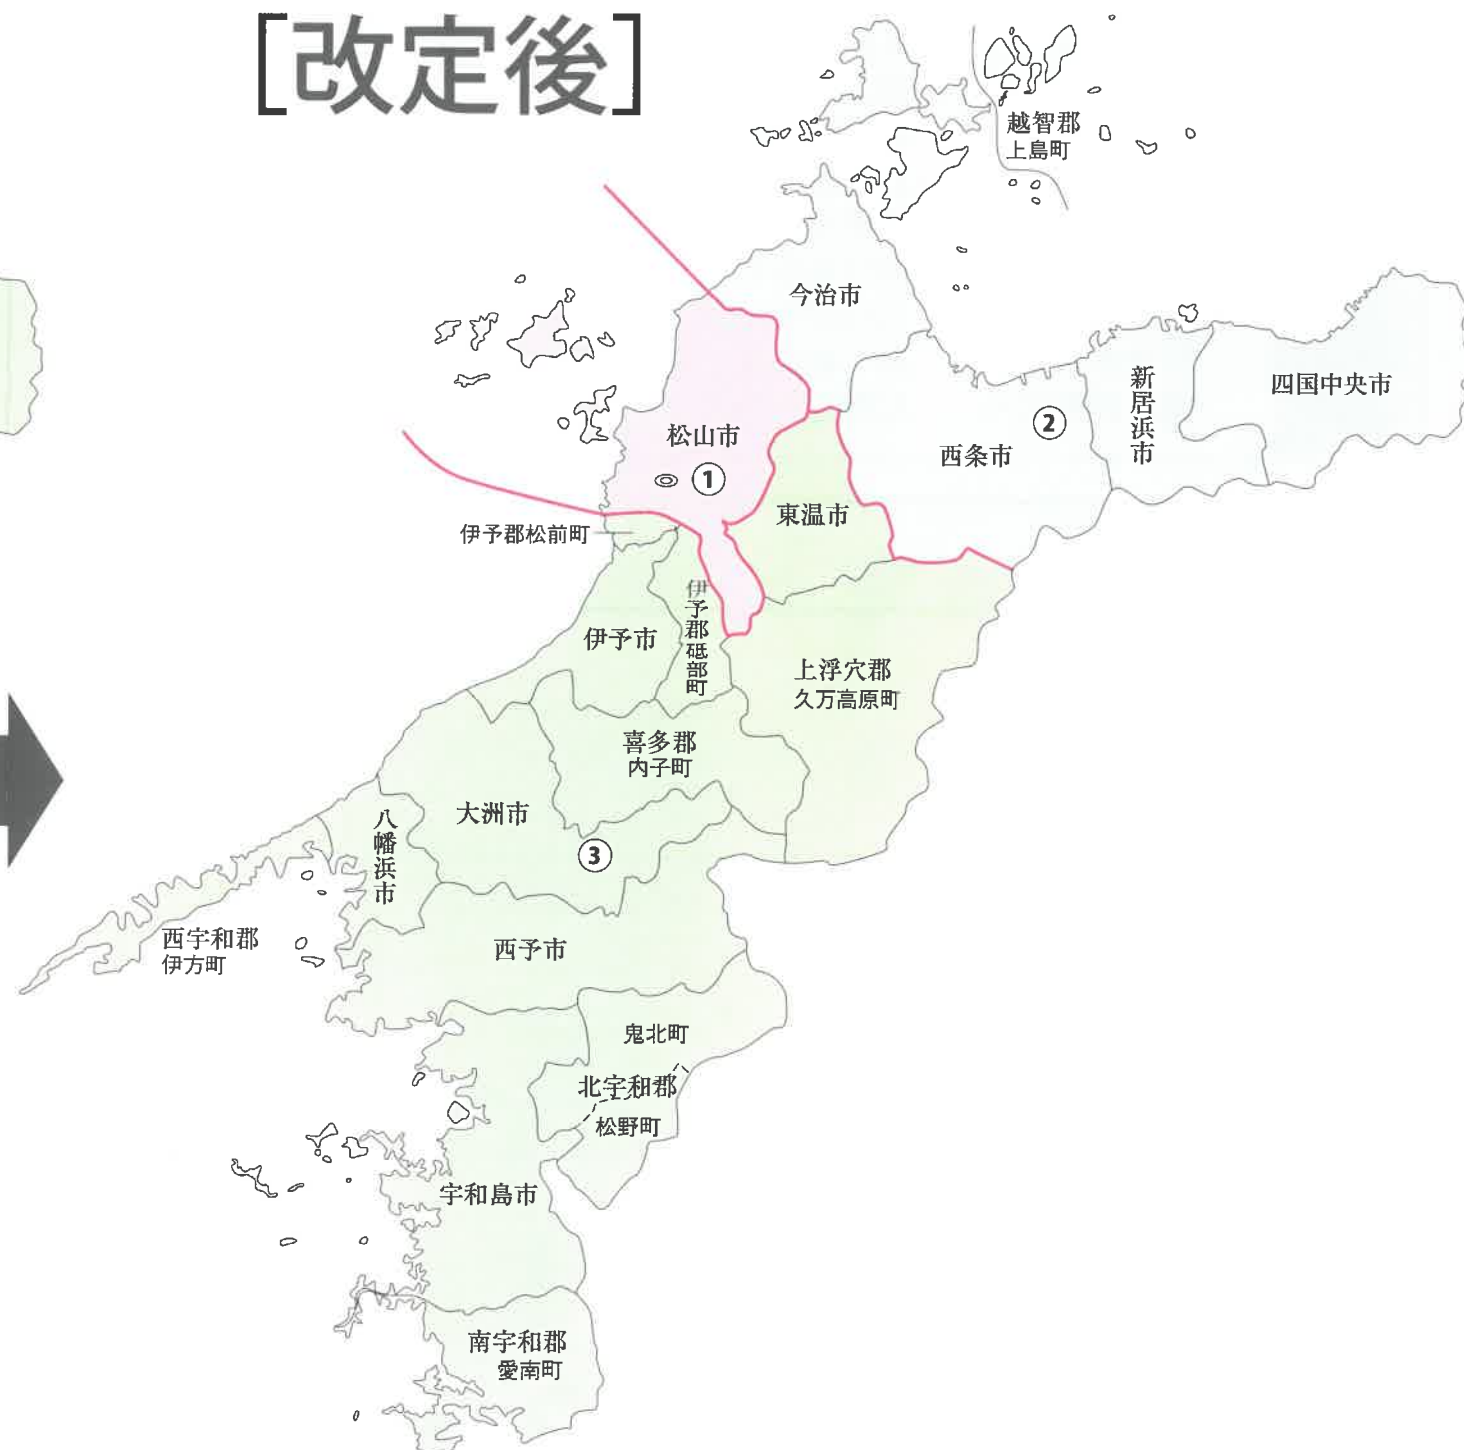 [改定後]
越智郡
上島町
今治市
新居浜市
四国中央市
松山市
①
②
西条市
東温市
伊予郡松前町
伊予市
伊予郡砥部町
上浮穴郡
久万高原町
喜多郡
内子町
大洲市
八幡浜市
③
西宇和郡
伊方町
西予市
鬼北町
北宇和郡
松野町
宇和島市
南宇和郡
愛南町